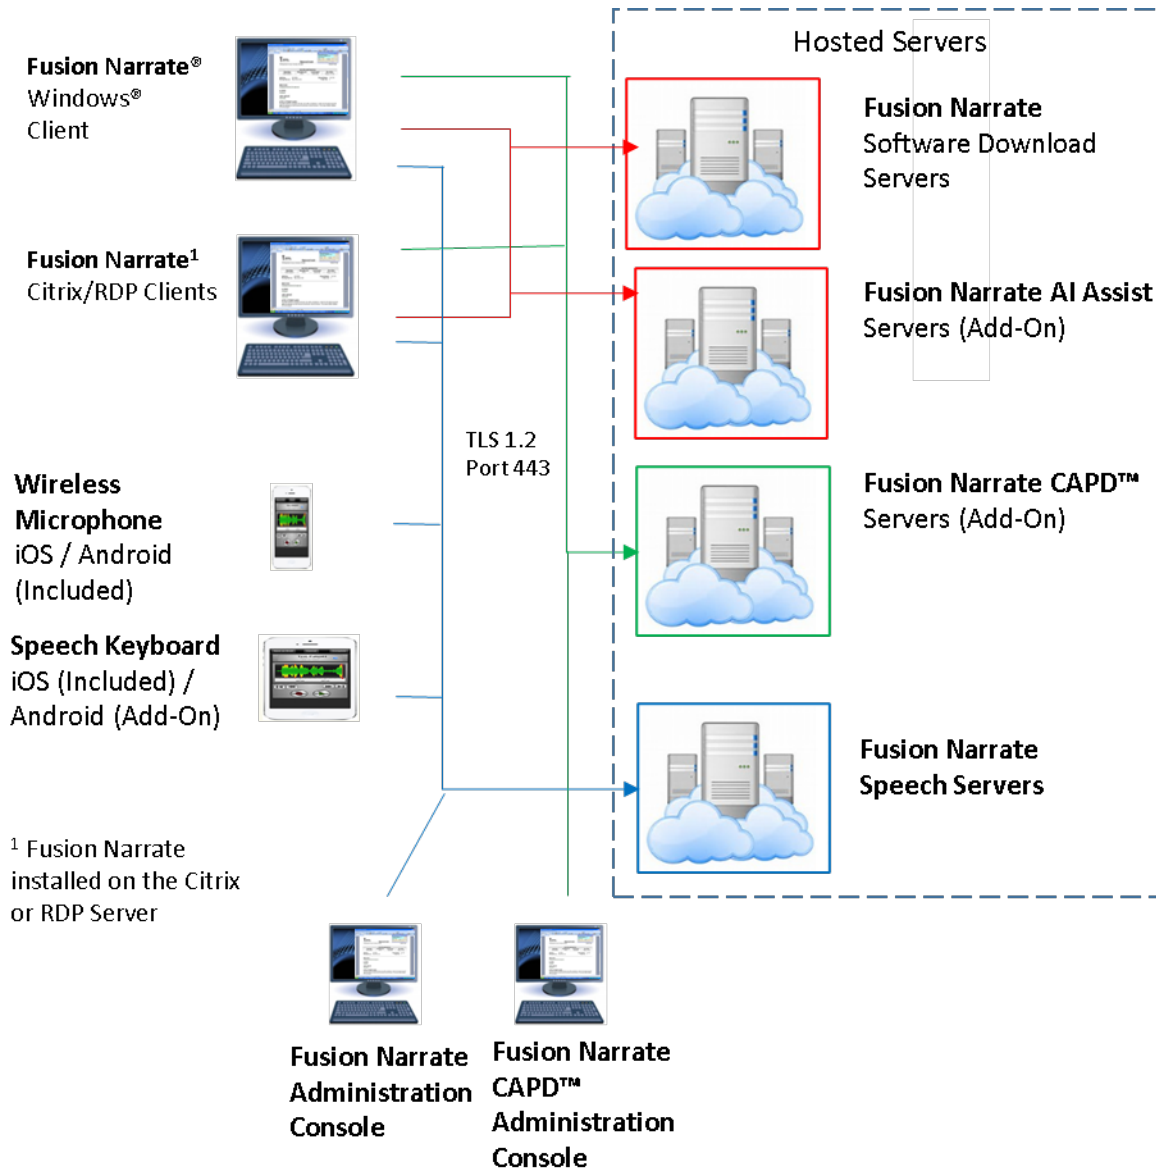 Hosted Servers
Fusion Narrate®
Windows®
Client
Fusion Narrate
Software Download
Servers
Fusion Narrate¹
Citrix/RDP Clients
Fusion Narrate AI Assist
Servers (Add-On)
TLS 1.2
Port 443
Wireless
Microphone
iOS / Android
(Included)
Fusion Narrate CAPD™
Servers (Add-On)
Speech Keyboard
iOS (Included) /
Android (Add-On)
Fusion Narrate
Speech Servers
¹ Fusion Narrate
installed on the Citrix
or RDP Server
Fusion Narrate
Administration
Console
Fusion Narrate
CAPD™
Administration
Console